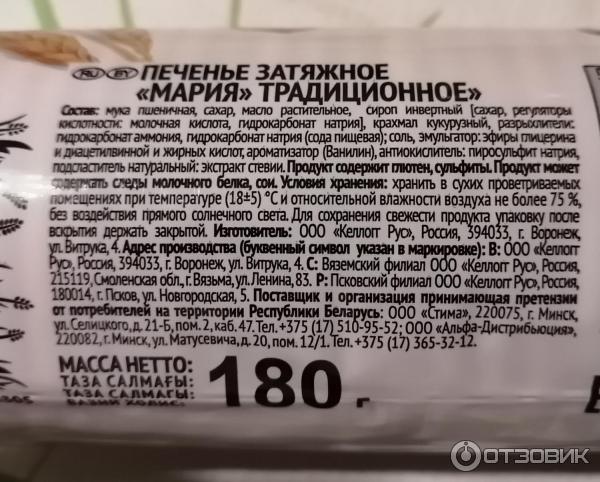 RU BY ПЕЧЕНЬЕ ЗАТЯЖНОЕ
«МАРИЯ» ТРАДИЦИОННОЕ»
Состав: мука пшеничная, сахар, масло растительное, сироп инвертный [сахар, регуляторы
кислотности: молочная кислота, гидрокарбонат натрия], крахмал кукурузный, разрыхлители:
гидрокарбонат аммония, гидрокарбонат натрия (сода пищевая); соль, эмульгатор: эфиры глицерина
и диацетилвинной и жирных кислот, ароматизатор (Ванилин), антиокислитель: пиросульфит натрия,
подсластитель натуральный: экстракт стевии. Продукт содержит глютен, сульфиты. Продукт может
содержать следы молочного белка, сои. Условия хранения: хранить в сухих проветриваемых
помещениях при температуре (18±5) °С и относительной влажности воздуха не более 75 %,
без воздействия прямого солнечного света. Для сохранения свежести продукта упаковку после
вскрытия держать закрытой. Изготовитель: ООО «Келлогг Рус», Россия, 394033, г. Воронеж,
ул. Витрука, 4. Адрес производства (буквенный символ указан в маркировке): В: ООО «Келлогг
Рус», Россия, 394033, г. Воронеж, ул. Витрука, 4. С: Вяземский филиал ООО «Келлогг Рус», Россия,
215119, Смоленская обл., г. Вязьма, ул. Ленина, 83. Р: Псковский филиал ООО «Келлогг Рус», Россия,
180014, г. Псков, ул. Новгородская, 5. Поставщик и организация принимающая претензии
от потребителей на территории Республики Беларусь: ООО «Стима», 220075, г. Минск,
ул. Селицкого, д. 21-Б, пом. 2, каб. 47. Тел. +375 (17) 510-95-52; ООО «Альфа-Дистрибьюция»,
220082, г. Минск, ул. Матусевича, д. 20, пом. 12/1. Тел. +375 (17) 365-32-12.
МАССА НЕТТО:
ТАЗА САЛМАҒЫ:
ТАЗА САЛМАГЫ:
180 г
ОТЗОВИК